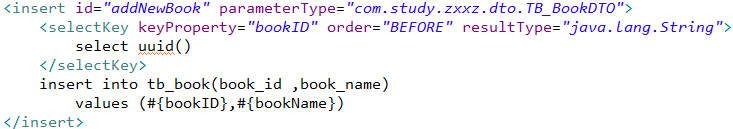 <insert id="addNewBook" parameterType="com.study.zxxz.dto.TB_BookDTO">
<selectKey keyProperty="bookID" order="BEFORE" resultType="java.lang.String">
select uuid()
</selectKey>
insert into tb_book(book_id ,book_name)
values (#{bookID},#{bookName})
</insert>